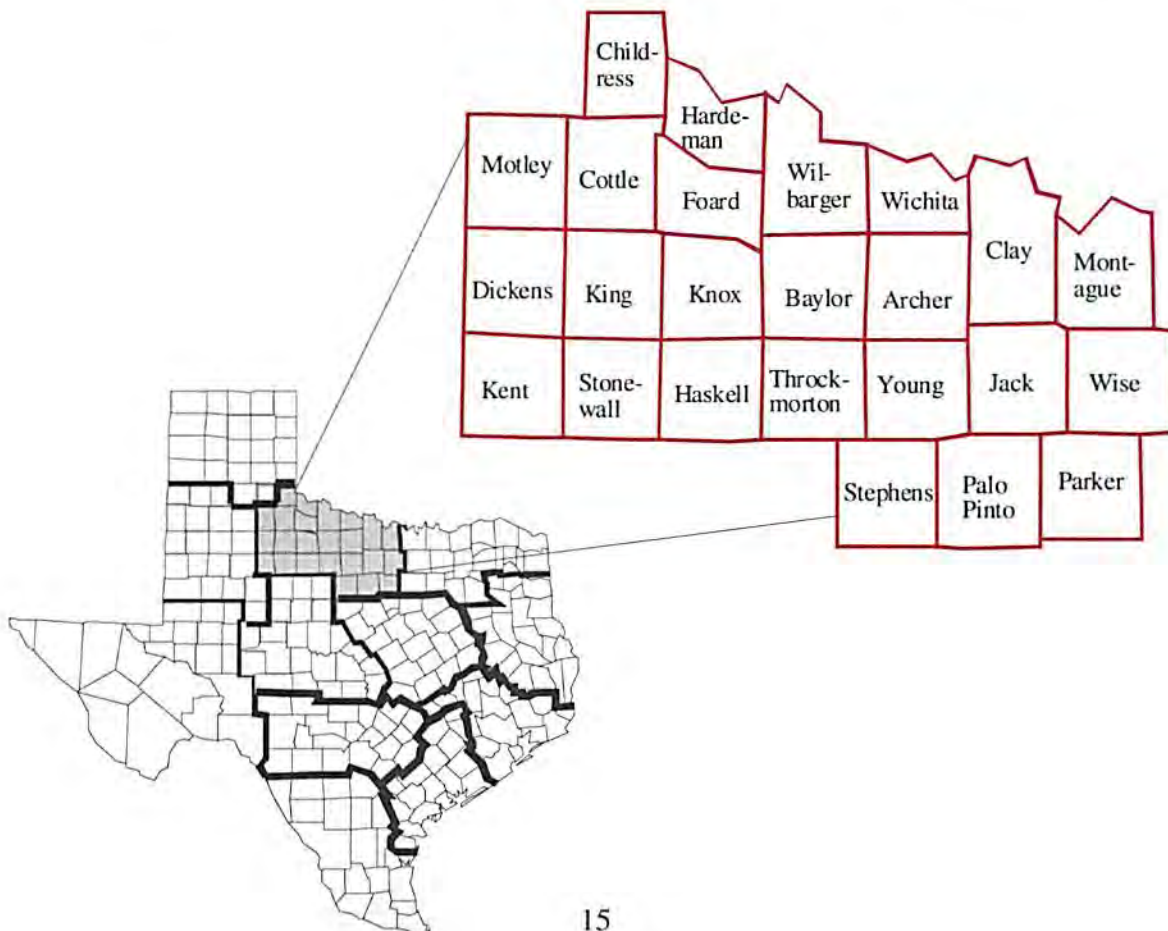 Child-
ress
Harde-
man
Motley
Cottle
Foard
Wil-
barger
Wichita
Clay
Mont-
ague
Dickens
King
Knox
Baylor
Archer
Kent
Stone-
wall
Haskell
Throck-
morton
Young
Jack
Wise
Stephens
Palo
Pinto
Parker
15